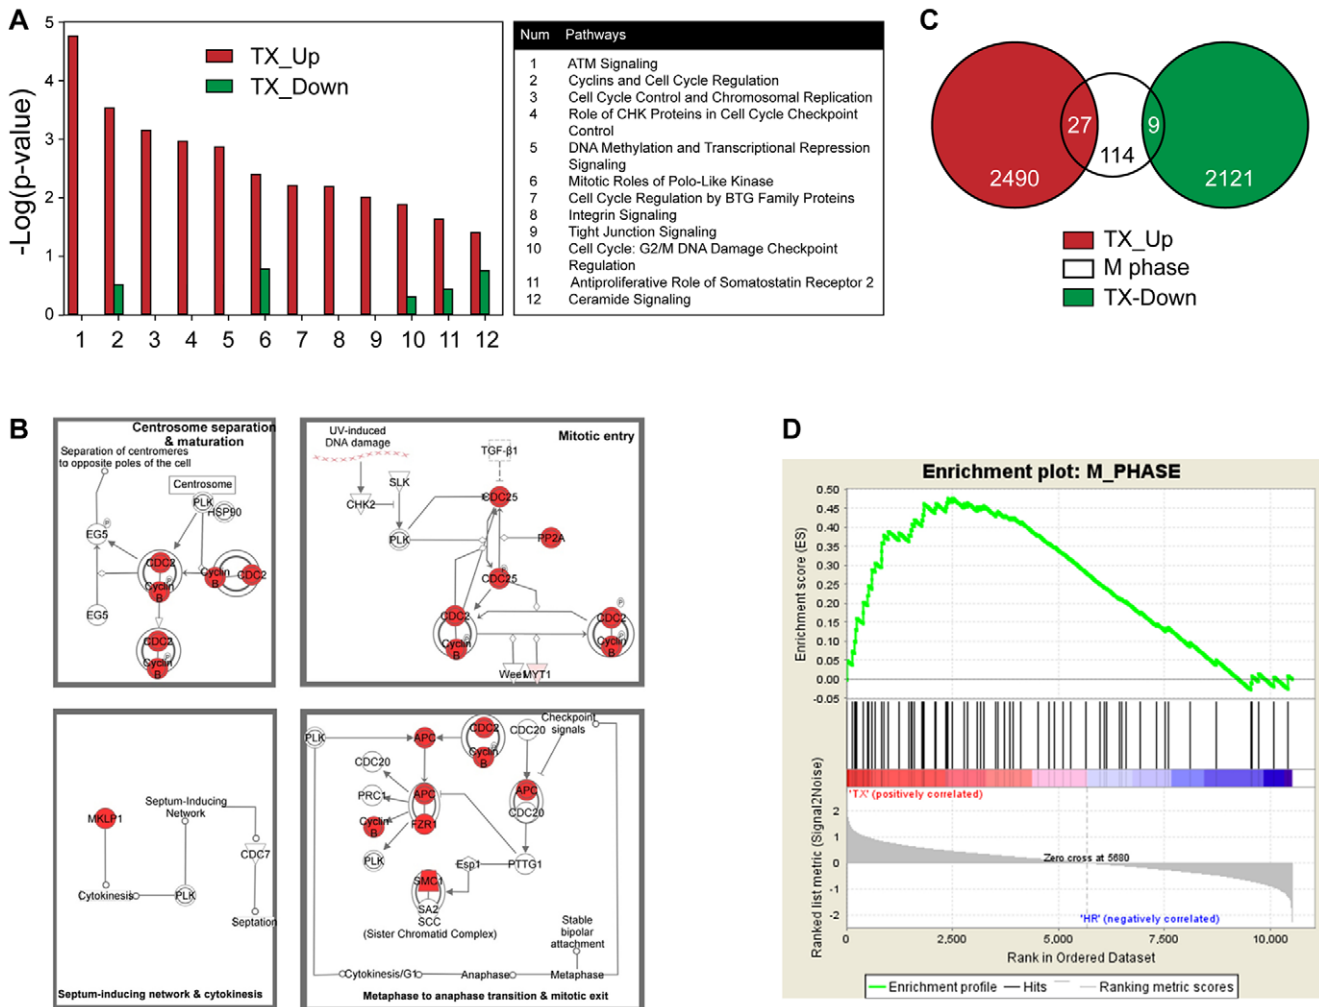 A
-Log(p-value)
5
4
3
2
1
0
TX_Up
TX_Down
1 2 3 4 5 6 7 8 9 10 11 12
Num Pathways
1 ATM Signaling
2 Cyclins and Cell Cycle Regulation
3 Cell Cycle Control and Chromosomal Replication
4 Role of CHK Proteins in Cell Cycle Checkpoint
Control
5 DNA Methylation and Transcriptional Repression
Signaling
6 Mitotic Roles of Polo-Like Kinase
7 Cell Cycle Regulation by BTG Family Proteins
8 Integrin Signaling
9 Tight Junction Signaling
10 Cell Cycle: G2/M DNA Damage Checkpoint
Regulation
11 Antiproliferative Role of Somatostatin Receptor 2
12 Ceramide Signaling
C
27
9
114
2490
2121
TX_Up
M phase
TX-Down
B
Centrosome separation
& maturation
Separation of centromeres
to opposite poles of the cell
Centrosome
PLK
HSP90
EG5
P
CDC2
Cyclin
B
P
Cyclin
B
CDC2
EG5
CDC2
Cyclin
B
P
Mitotic entry
UV-induced
DNA damage
TGF-β1
SLK
CHK2
CDC25
PLK
PP2A
CDC25
P
CDC2
Cyclin
B
P
CDC2
P
Cyclin
B
P
Wee1
MYT1
MKLP1
Septum-Inducing
Network
CDC7
Cytokinesis
PLK
Septation
Septum-inducing network & cytokinesis
PLK
APC
CDC2
Cyclin
B
CDC20
Checkpoint
signals
CDC20
PRC1
APC
Cyclin
B
FZR1
PLK
APC
CDC20
Esp1
PTTG1
SMC1
SA2
SCC
(Sister Chromatid Complex)
Stable
bipolar
attachment
Cytokinesis/G1
Anaphase
Metaphase
Metaphase to anaphase transition & mitotic exit
D
Enrichment plot: M_PHASE
Enrichment score (ES)
0.50
0.45
0.40
0.35
0.30
0.25
0.20
0.15
0.10
0.05
0.00
-0.05
'TX' (positively correlated)
Ranked list metric (Signal2Noise)
2
1
0
-1
-2
Zero cross at 5680
'HR' (negatively correlated)
0 2,500 5,000 7,500 10,000
Rank in Ordered Dataset
Enrichment profile Hits Ranking metric scores